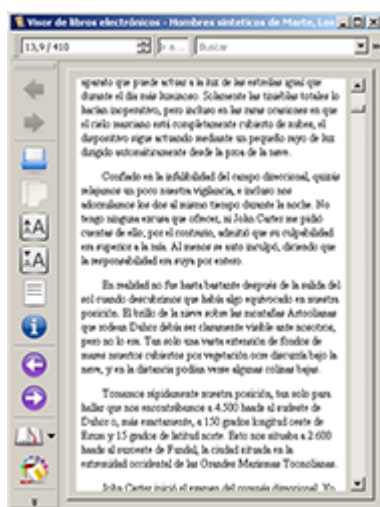 Visor de libros electrónicos - Hombres sintéticos de Marte, Los
13,9 / 410
Buscar
aparato que puede actuar a la luz de las estrellas igual que
durante el día más luminoso. Solamente las tinieblas totales lo
hacían inoperativo, pero incluso en las raras ocasiones en que
el cielo marciano está completamente cubierto de nubes, el
dispositivo sigue actuando mediante un pequeño rayo de luz
dirigido automáticamente desde la proa de la nave.
Confiado en la infalibilidad del campo direccional, quizás
relajamos un poco nuestra vigilancia, e incluso nos
adormilamos los dos al mismo tiempo durante la noche. No
tengo ninguna excusa que ofrecer, ni John Carter me pidió
cuentas de ello; por el contrario, admitió que su culpabilidad
era superior a la mía. Al menos se auto inculpó, diciendo que
la responsabilidad era suya por entero.
En realidad no fue hasta bastante después de la salida del
sol cuando descubrimos que había algo equivocado en nuestra
posición. El brillo de la nieve sobre las montañas Artolianas
que rodean Duhor debía ser claramente visible ante nosotros,
pero no lo era. Tan solo una vasta extensión de fondos de
mares muertos cubiertos por vegetación ocre discurría bajo la
nave, y en la distancia podían verse algunas colinas bajas.
Tomamos rápidamente nuestra posición, tan solo para
hallar que nos encontrábamos a 4.500 haads al sudeste de
Duhor o, más exactamente, a 150 grados longitud oeste de
Exum y 15 grados de latitud norte. Esto nos situaba a 2.600
haads al suroeste de Fundal, la ciudad situada en la
extremidad occidental de las Grandes Marismas Toonolianas.
John Carter inició el examen del compás direccional. Yo